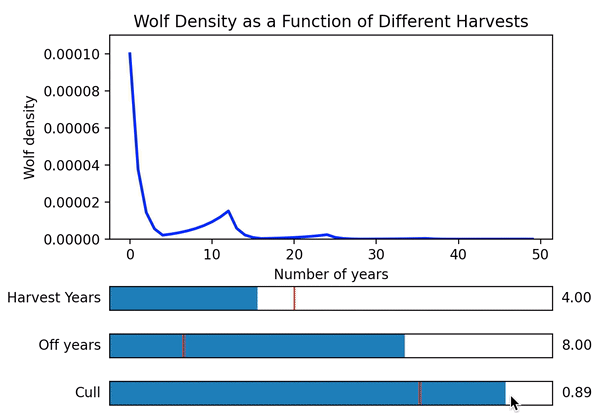 Wolf Density as a Function of Different Harvests
0.00010
0.00008
0.00006
0.00004
0.00002
0.00000
Wolf density
0 10 20 30 40 50
Number of years
Harvest Years 4.00
Off years 8.00
Cull 0.89